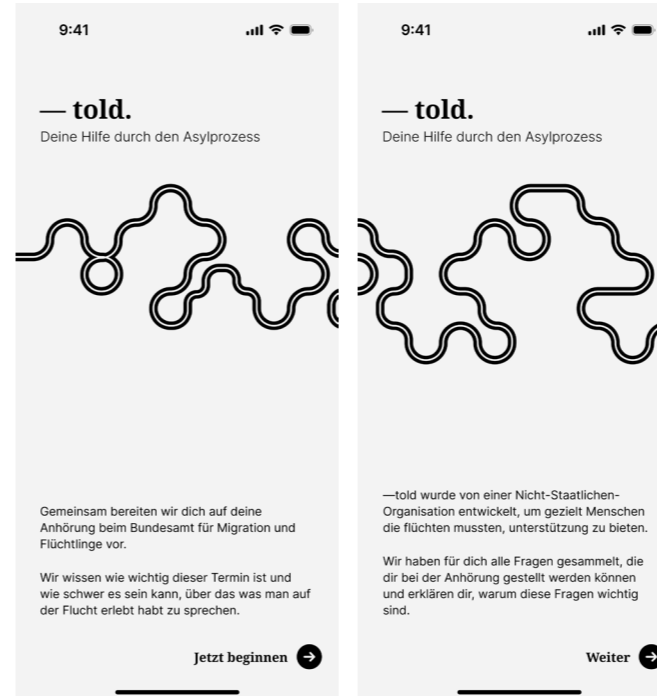 9:41
— told.
Deine Hilfe durch den Asylprozess
Gemeinsam bereiten wir dich auf deine
Anhörung beim Bundesamt für Migration und
Flüchtlinge vor.
Wir wissen wie wichtig dieser Termin ist und
wie schwer es sein kann, über das was man auf
der Flucht erlebt habt zu sprechen.
Jetzt beginnen
9:41
— told.
Deine Hilfe durch den Asylprozess
—told wurde von einer Nicht-Staatlichen-
Organisation entwickelt, um gezielt Menschen
die flüchten mussten, unterstützung zu bieten.
Wir haben für dich alle Fragen gesammelt, die
dir bei der Anhörung gestellt werden können
und erklären dir, warum diese Fragen wichtig
sind.
Weiter